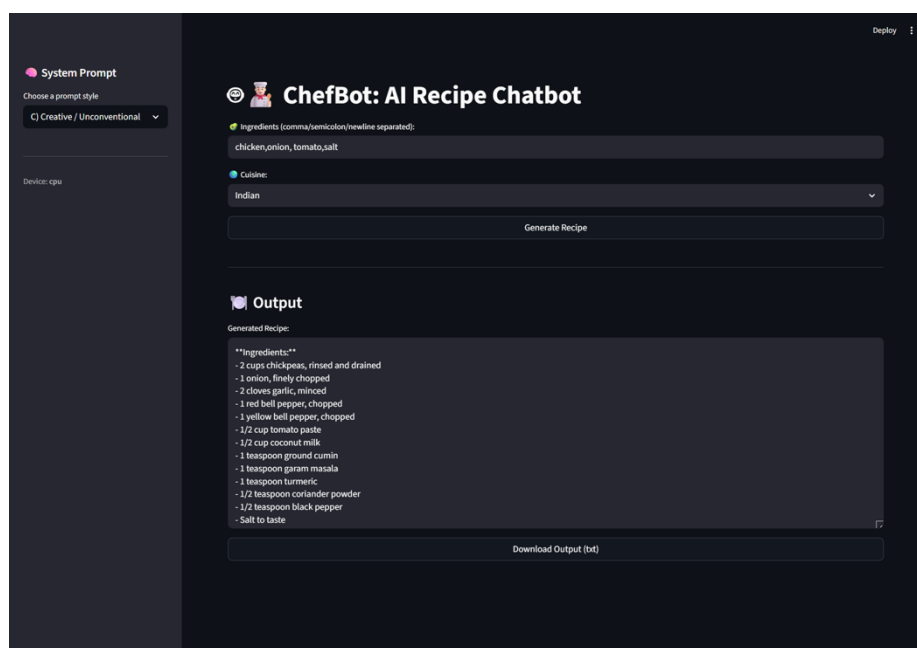 Deploy
System Prompt
Choose a prompt style
C) Creative / Unconventional
Device: cpu
ChefBot: AI Recipe Chatbot
Ingredients (comma/semicolon/newline separated):
chicken,onion, tomato,salt
Cuisine:
Indian
Generate Recipe
Output
Generated Recipe:
**Ingredients:**
- 2 cups chickpeas, rinsed and drained
- 1 onion, finely chopped
- 2 cloves garlic, minced
- 1 red bell pepper, chopped
- 1 yellow bell pepper, chopped
- 1/2 cup tomato paste
- 1/2 cup coconut milk
- 1 teaspoon ground cumin
- 1 teaspoon garam masala
- 1 teaspoon turmeric
- 1/2 teaspoon coriander powder
- 1/2 teaspoon black pepper
- Salt to taste
Download Output (txt)